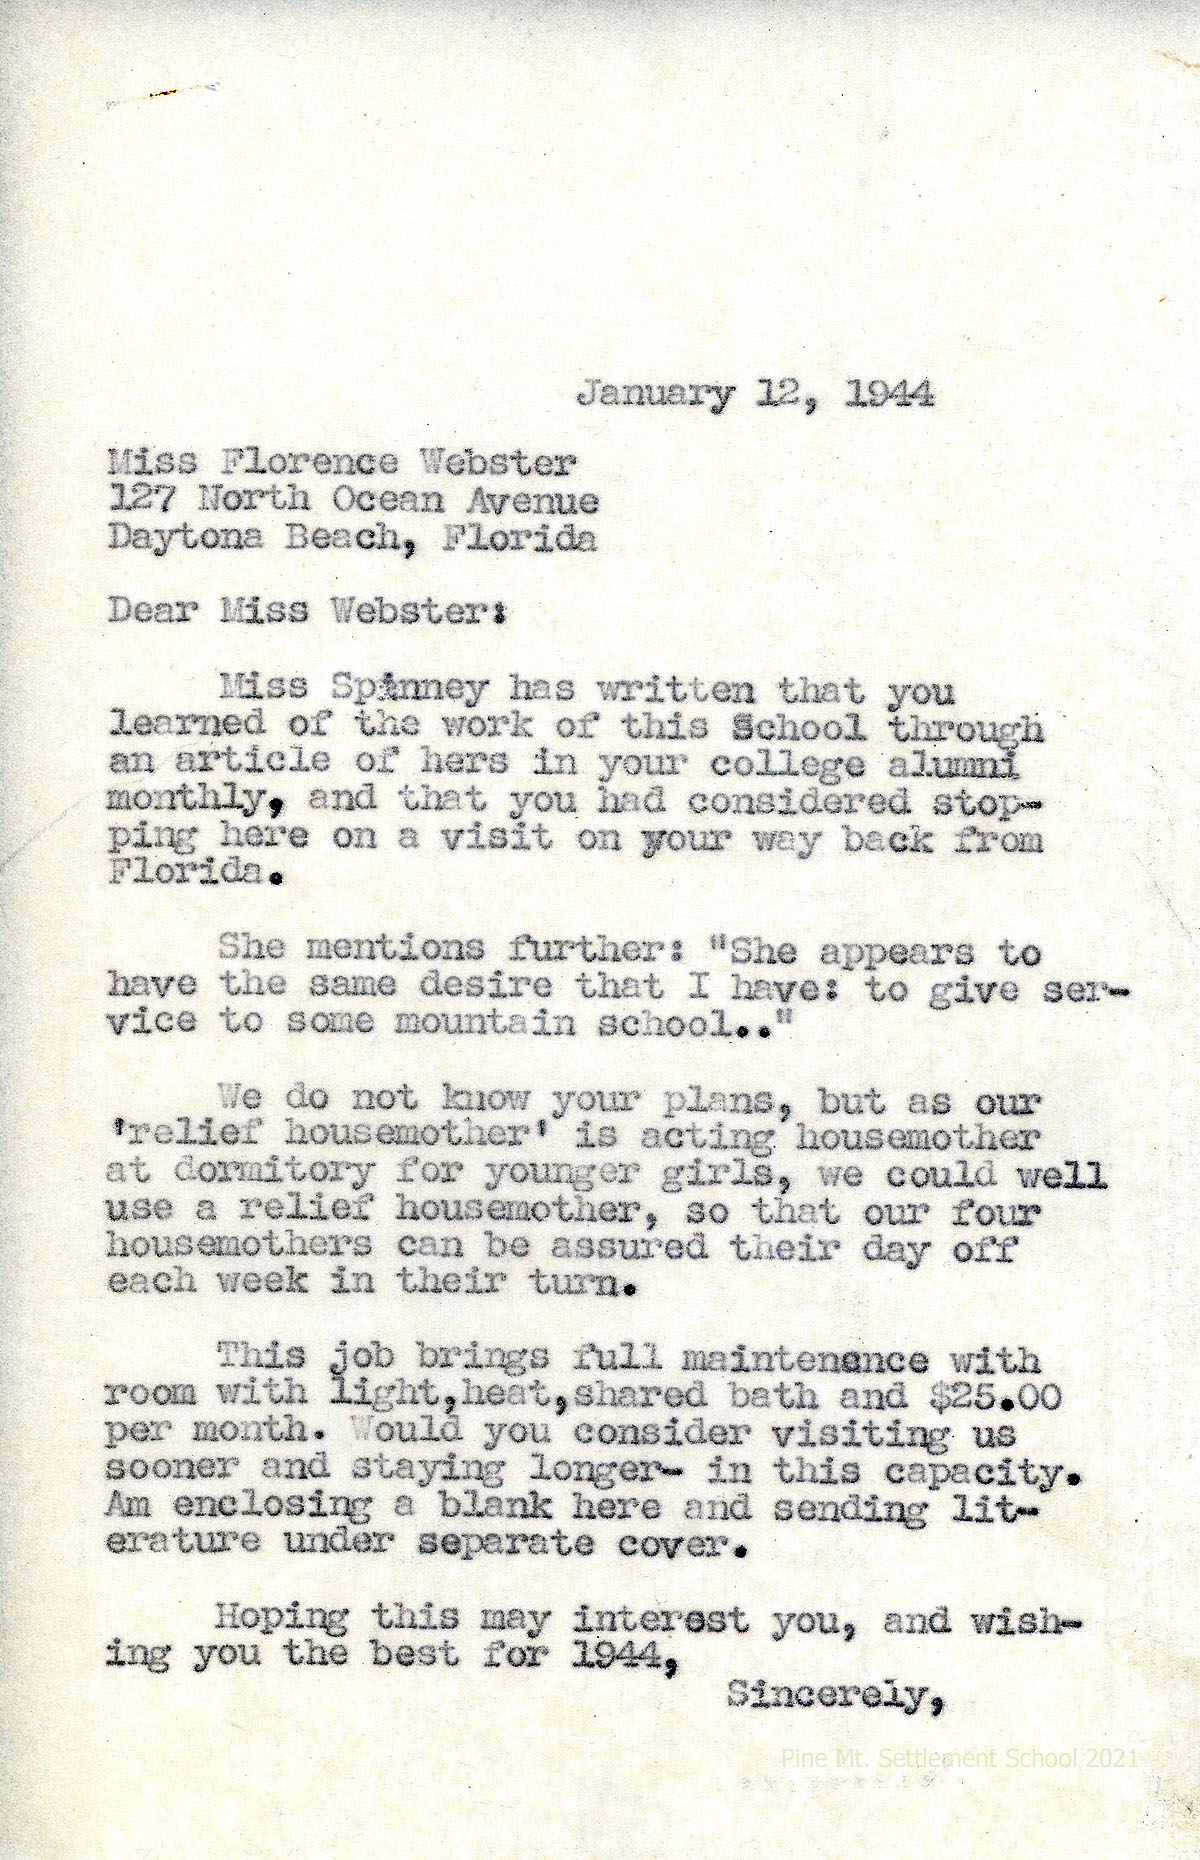 January 12, 1944
Miss Florence Webster
127 North Ocean Avenue
Daytona Beach, Florida
Dear Miss Webster:
Miss Spinney has written that you
learned of the work of this School through
an article of hers in your college alumni
monthly, and that you had considered stop-
ping here on a visit on your way back from
Florida.
She mentions further: "She appears to
have the same desire that I have: to give ser-
vice to some mountain school.."
We do not know your plans, but as our
'relief housemother' is acting housemother
at dormitory for younger girls, we could well
use a relief housemother, so that our four
housemothers can be assured their day off
each week in their turn.
This job brings full maintenance with
room with light,heat,shared bath and $25.00
per month. Would you consider visiting us
sooner and staying longer- in this capacity.
Am enclosing a blank here and sending lit-
erature under separate cover.
Hoping this may interest you, and wish-
ing you the best for 1944,
Sincerely,
Pine Mt. Settlement School 2021